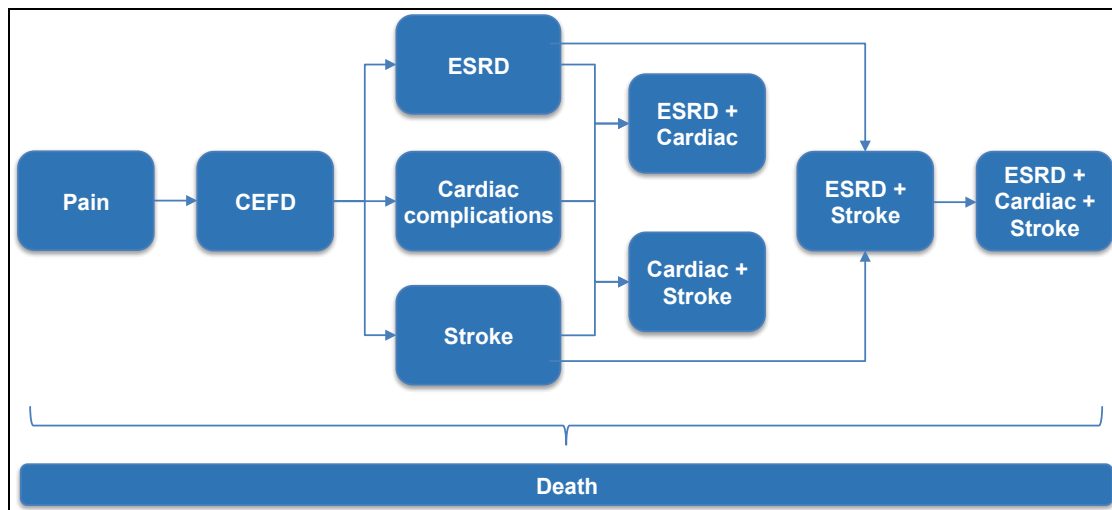 Pain
CEFD
ESRD
Cardiac
complications
Stroke
ESRD +
Cardiac
Cardiac +
Stroke
ESRD +
Stroke
ESRD +
Cardiac +
Stroke
Death